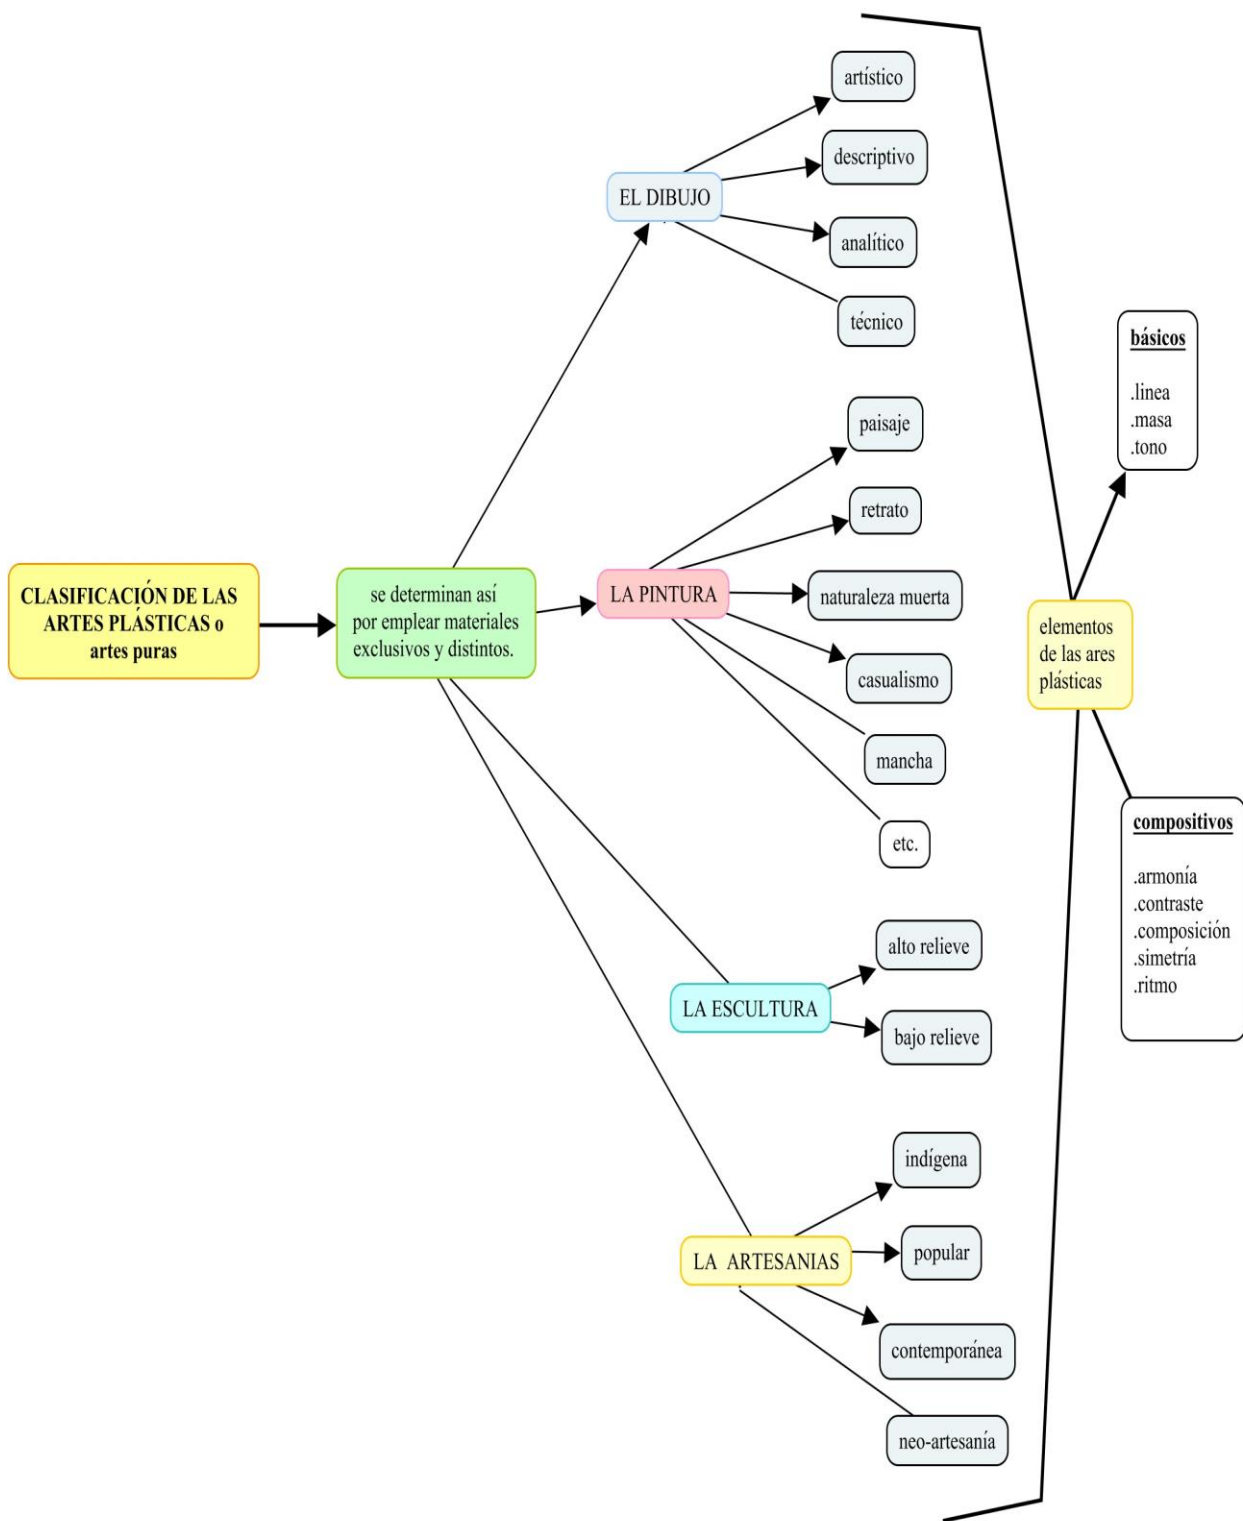 CLASIFICACIÓN DE LAS
ARTES PLÁSTICAS o
artes puras
se determinan así
por emplear materiales
exclusivos y distintos.
EL DIBUJO
artístico
descriptivo
analítico
técnico
LA PINTURA
paisaje
retrato
naturaleza muerta
casualismo
mancha
etc.
LA ESCULTURA
alto relieve
bajo relieve
LA ARTESANIAS
indígena
popular
contemporánea
neo-artesanía
elementos
de las ares
plásticas
básicos
.linea
.masa
.tono
compositivos
.armonía
.contraste
.composición
.simetría
.ritmo